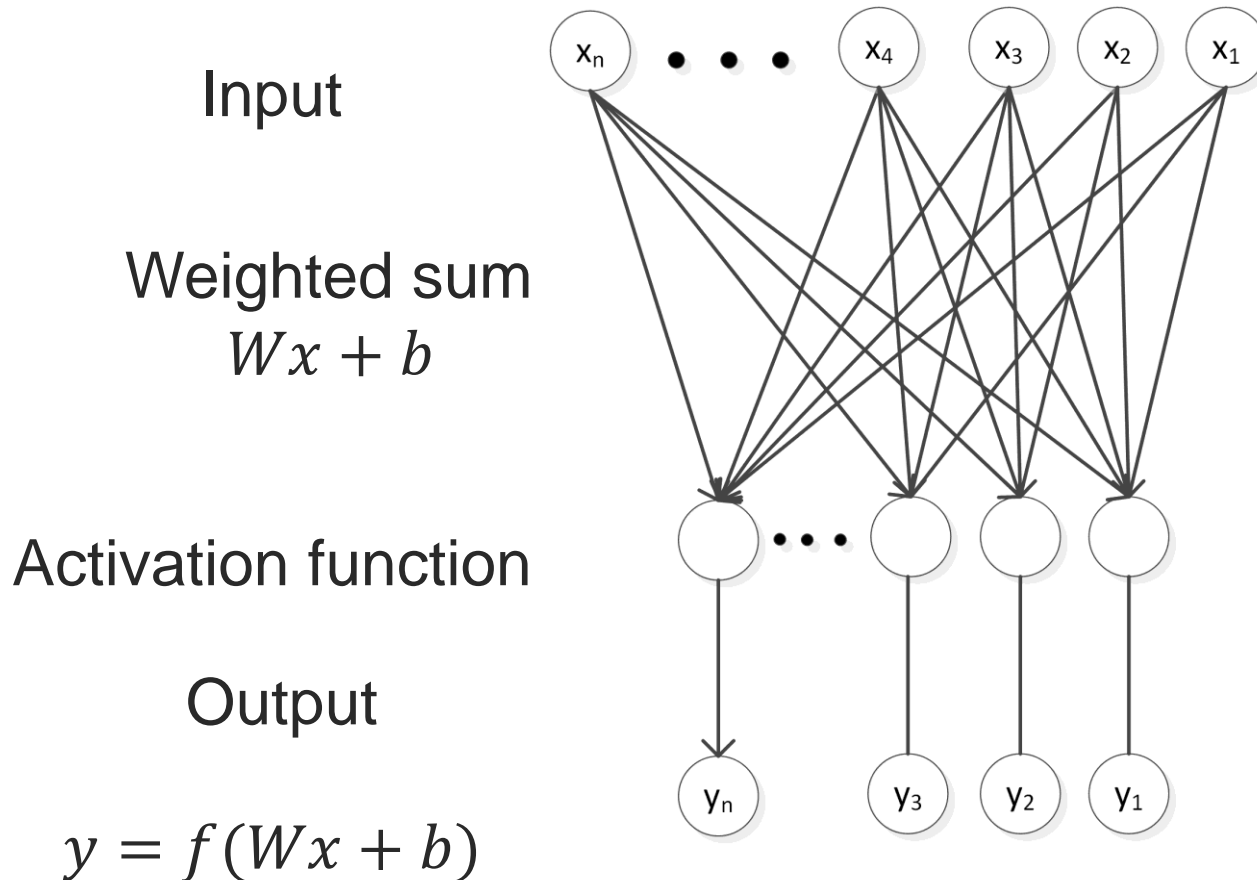 Input
Weighted sum
Wx + b
Activation function
Output
y = f(Wx + b)
xₙ • • • x₄ x₃ x₂ x₁
• • •
yₙ y₃ y₂ y₁